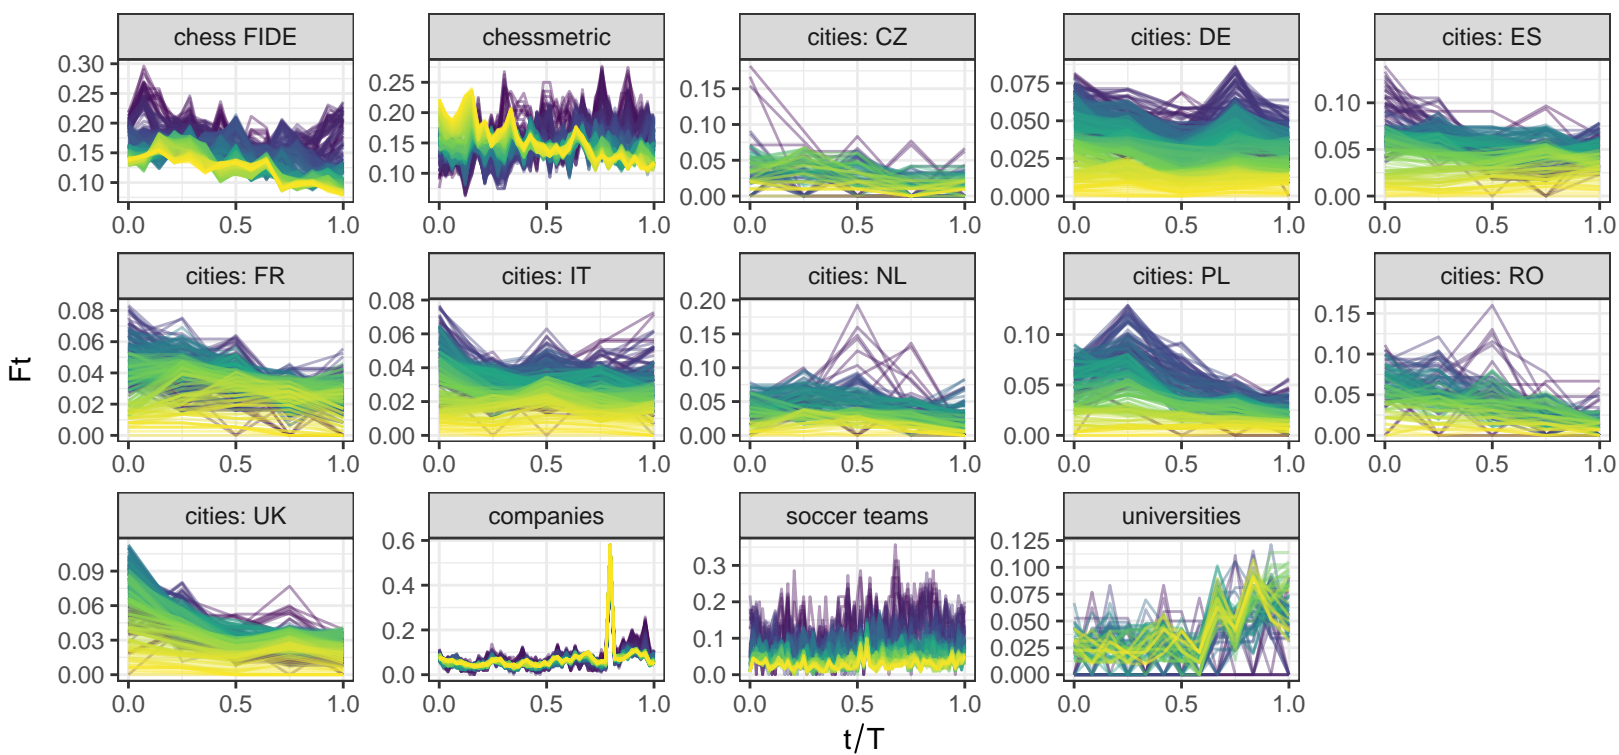 chess FIDE
chessmetric
cities: CZ
cities: DE
cities: ES
0.30
0.25
0.20
0.15
0.10
0.25
0.20
0.15
0.10
0.15
0.10
0.05
0.00
0.075
0.050
0.025
0.000
0.10
0.05
0.00
0.0 0.5 1.0
0.0 0.5 1.0
0.0 0.5 1.0
0.0 0.5 1.0
0.0 0.5 1.0
cities: FR
cities: IT
cities: NL
cities: PL
cities: RO
0.08
0.06
0.04
0.02
0.00
0.08
0.06
0.04
0.02
0.00
0.20
0.15
0.10
0.05
0.00
0.10
0.05
0.00
0.15
0.10
0.05
0.00
0.0 0.5 1.0
0.0 0.5 1.0
0.0 0.5 1.0
0.0 0.5 1.0
0.0 0.5 1.0
Ft
cities: UK
companies
soccer teams
universities
0.09
0.06
0.03
0.00
0.6
0.4
0.2
0.0
0.3
0.2
0.1
0.0
0.125
0.100
0.075
0.050
0.025
0.000
0.0 0.5 1.0
0.0 0.5 1.0
0.0 0.5 1.0
0.0 0.5 1.0
t/T